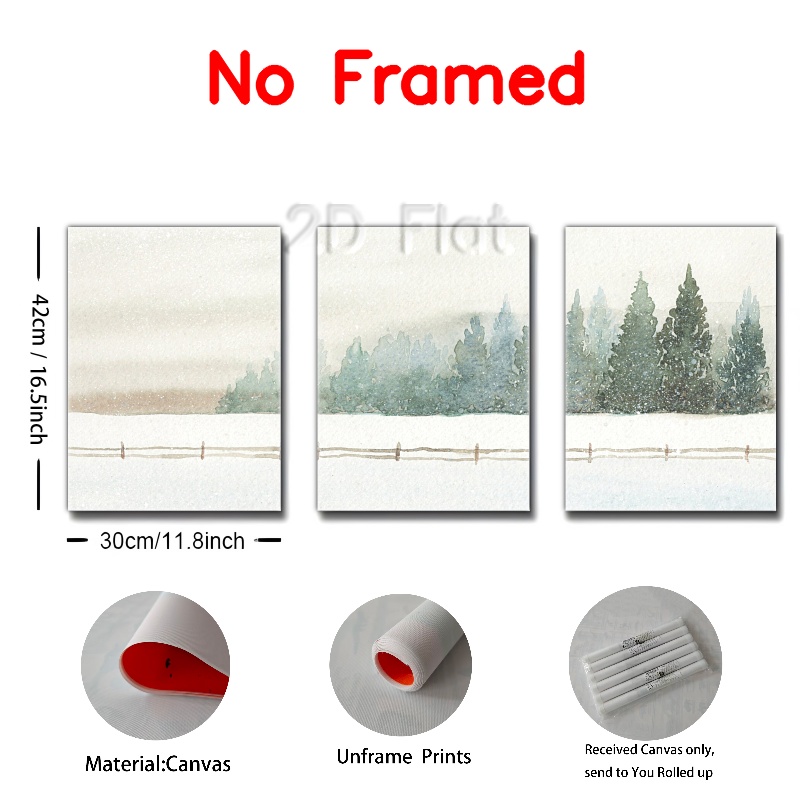 No Framed
2D Flat
42cm / 16.5inch
30cm/11.8inch
Material:Canvas
Unframe Prints
Received Canvas only,
send to You Rolled up